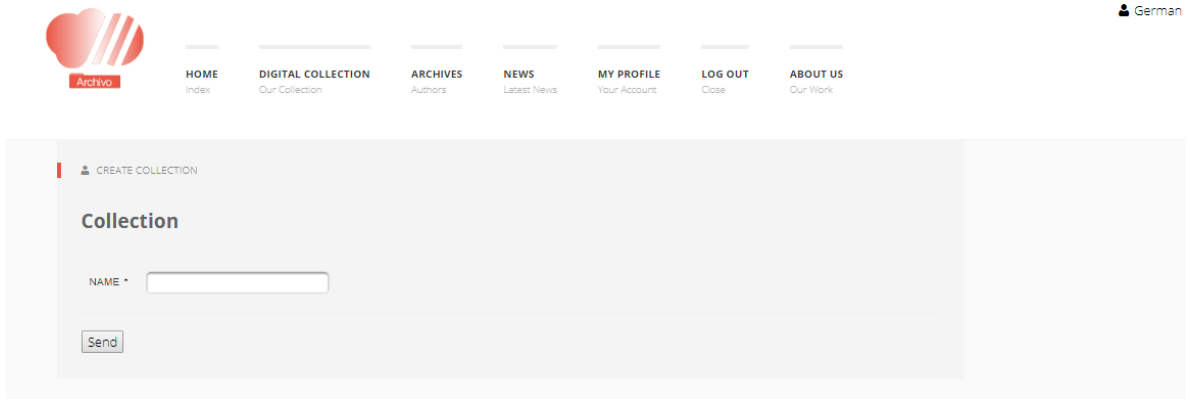 German
Archivo
HOME DIGITAL COLLECTION ARCHIVES NEWS MY PROFILE LOG OUT ABOUT US
Index Our Collection Authors Latest News Your Account Close Our Work
CREATE COLLECTION
Collection
NAME *
Send